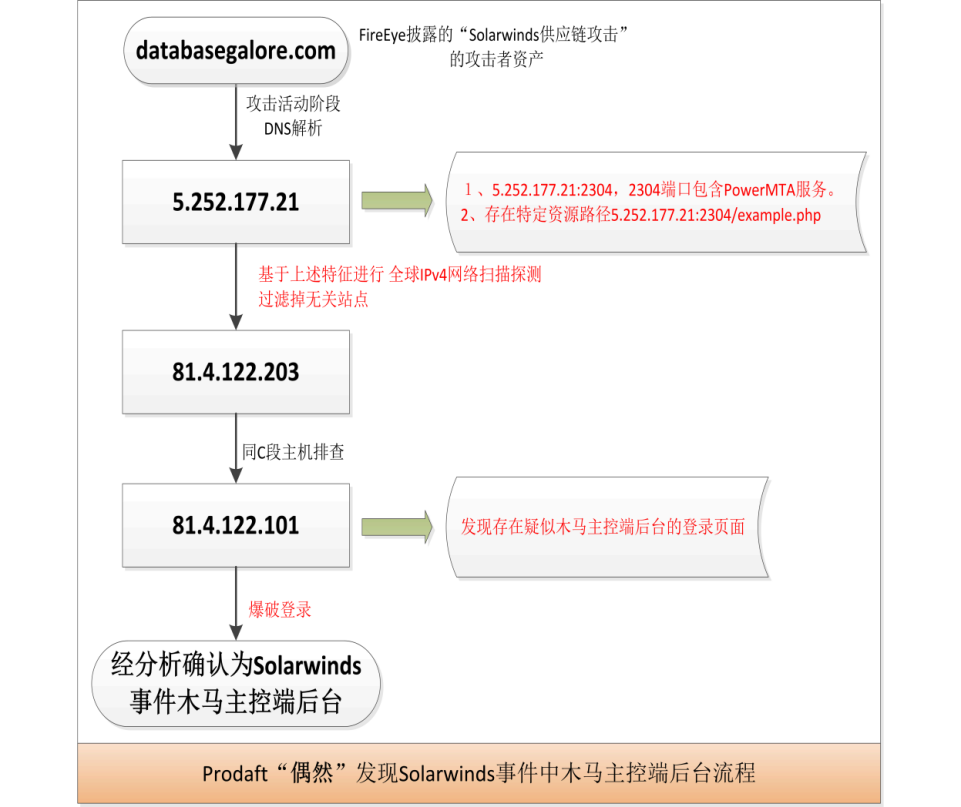 databasegalore.com
FireEye披露的“Solarwinds供应链攻击”
的攻击者资产
攻击活动阶段
DNS解析
5.252.177.21
1、5.252.177.21:2304，2304端口包含PowerMTA服务。
2、存在特定资源路径5.252.177.21:2304/example.php
基于上述特征进行 全球IPv4网络扫描探测
过滤掉无关站点
81.4.122.203
同C段主机排查
81.4.122.101
发现存在疑似木马主控端后台的登录页面
爆破登录
经分析确认为Solarwinds
事件木马主控端后台
Prodaft“偶然”发现Solarwinds事件中木马主控端后台流程